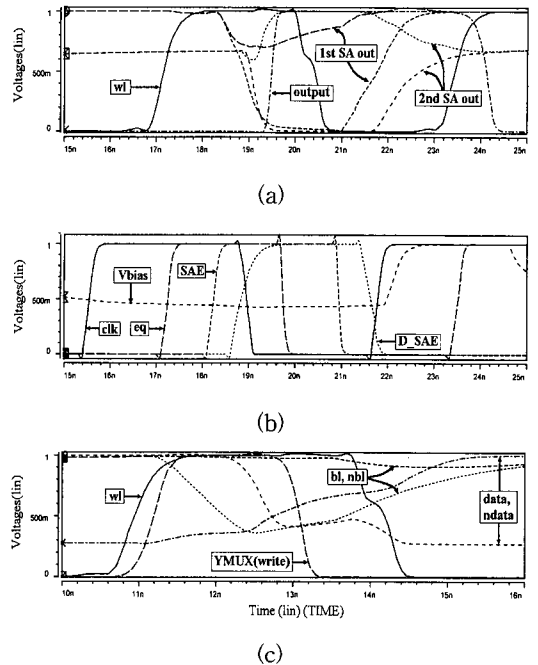 Voltages(lin)
1
500m
0
wl
output
1st SA out
2nd SA out
15n 16n 17n 18n 19n 20n 21n 22n 23n 24n 25n
(a)
Voltages(lin)
1
500m
0
Vbias
SAE
clk
eq
D_SAE
15n 16n 17n 18n 19n 20n 21n 22n 23n 24n 25n
(b)
Voltages(lin)
1
500m
0
wl
bl, nbl
data,
ndata
YMUX(write)
10n 11n 12n 13n 14n 15n 16n
Time (lin) (TIME)
(c)